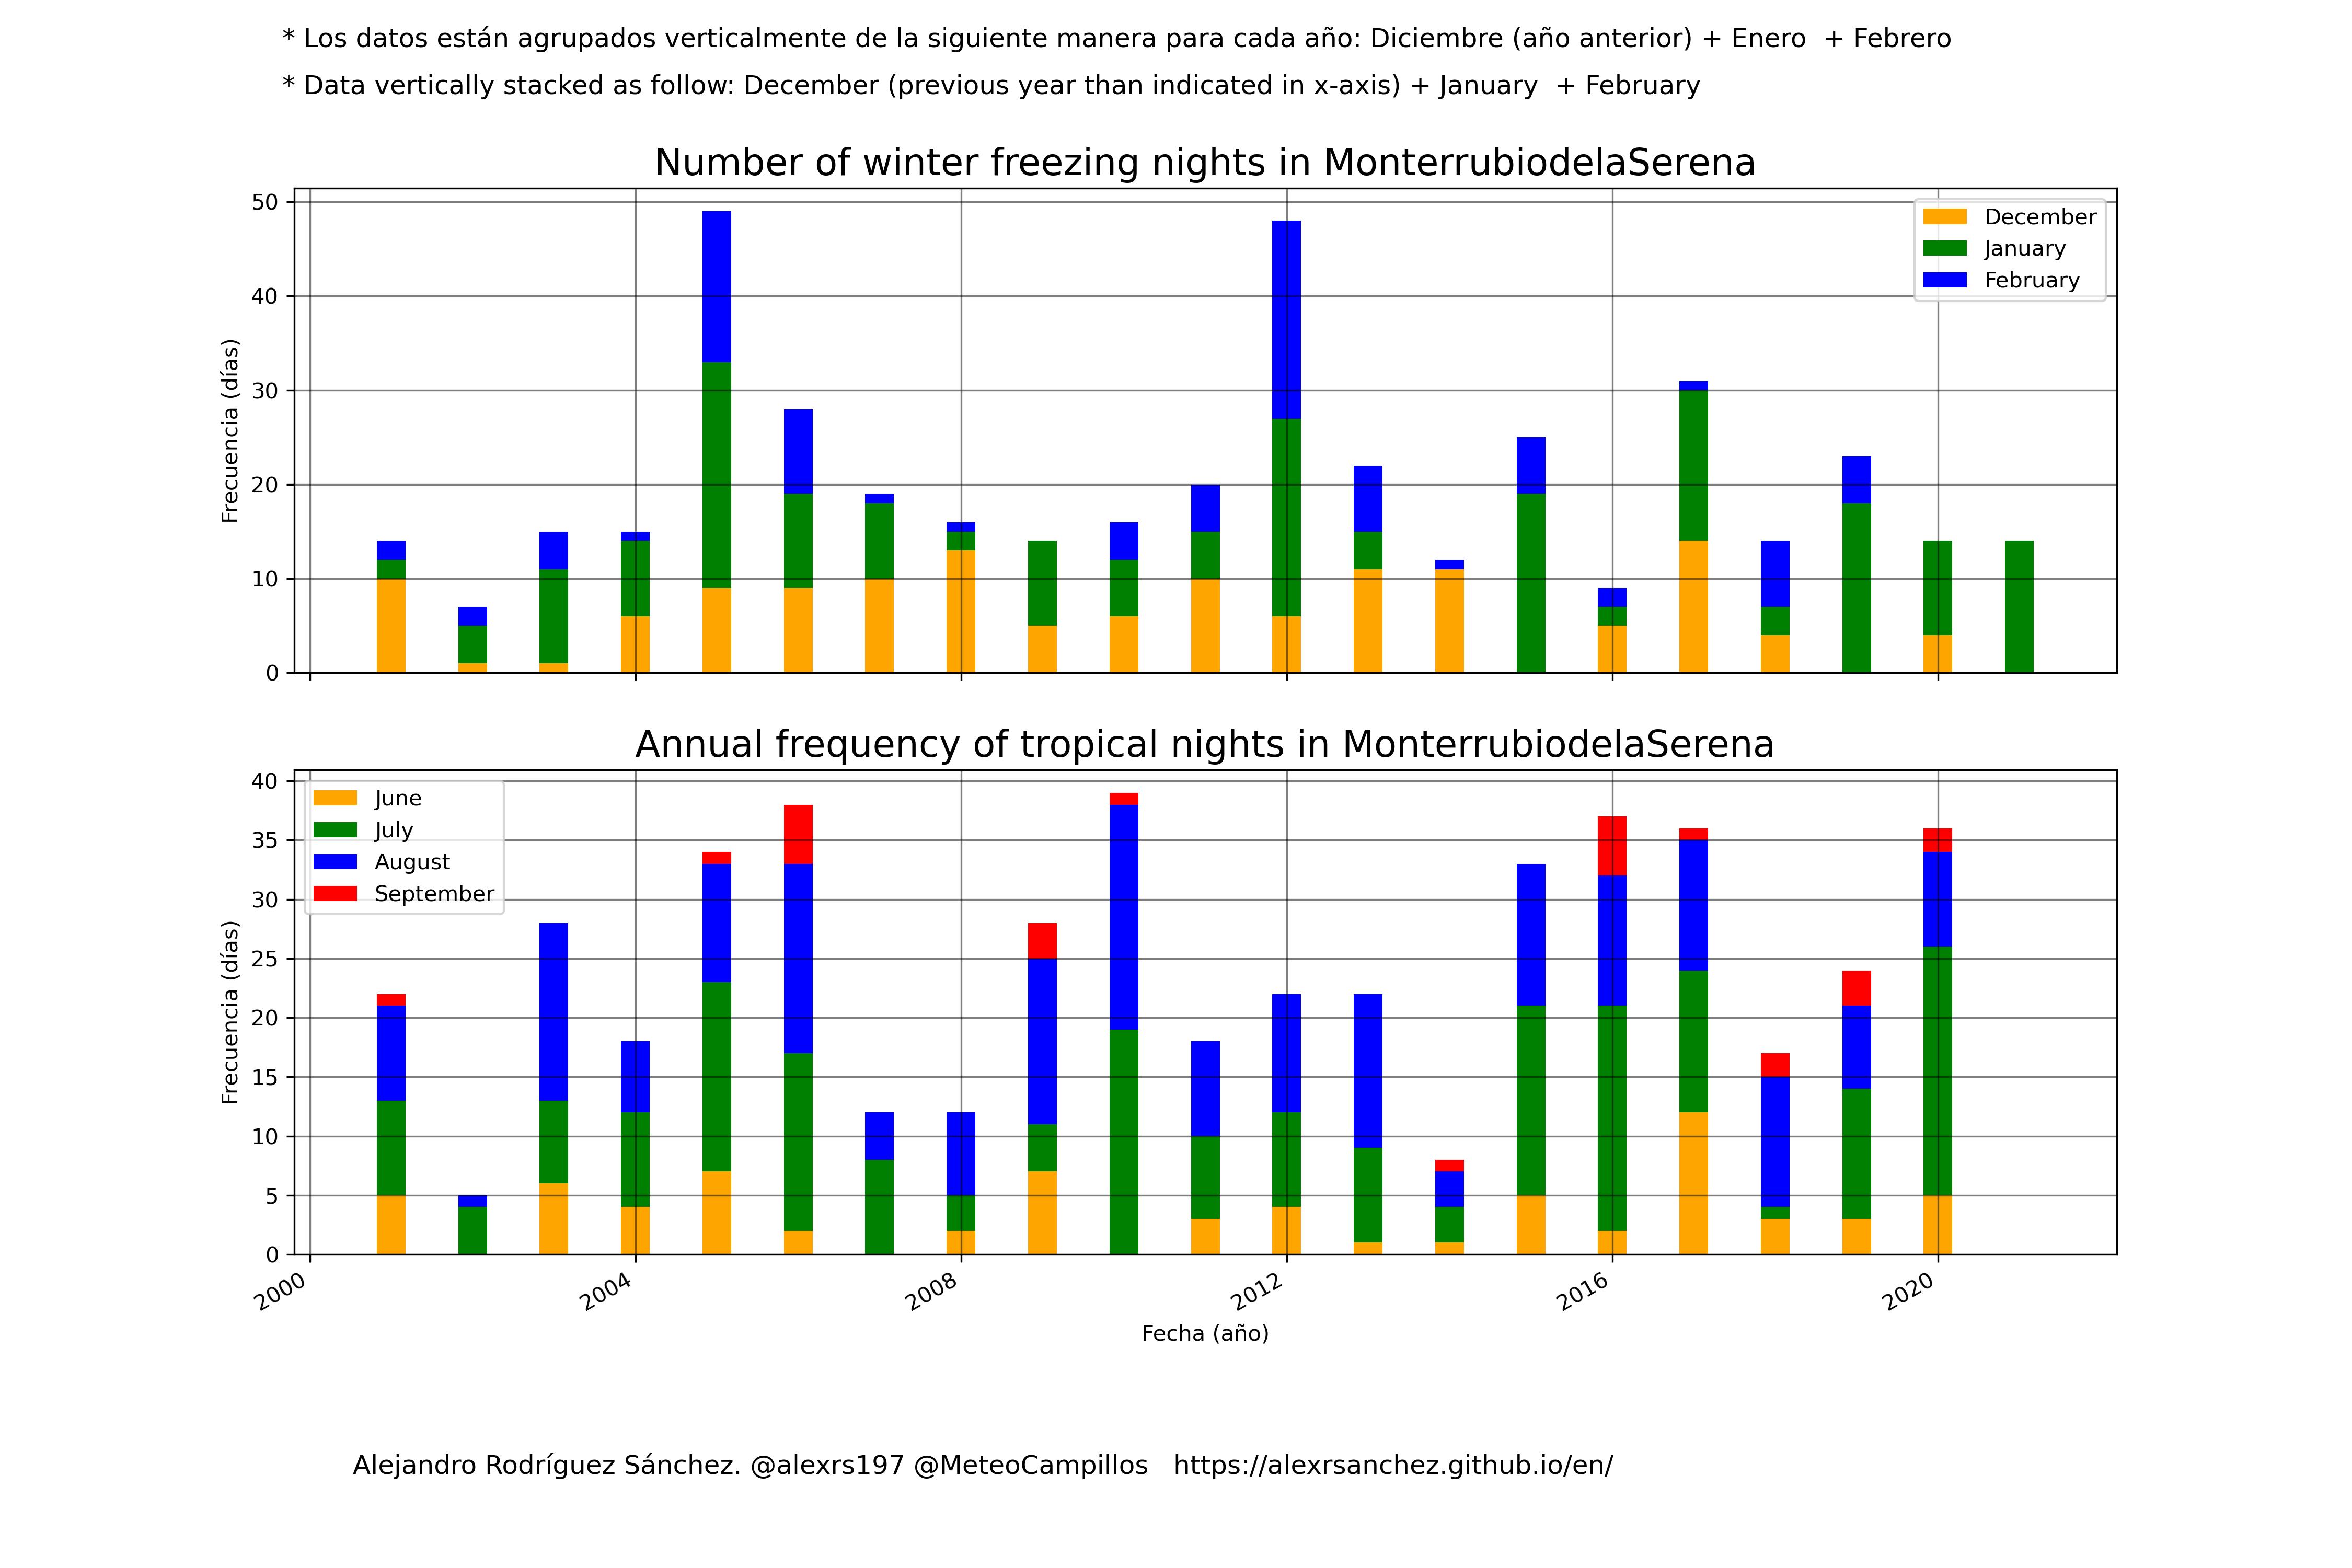 * Los datos están agrupados verticalmente de la siguiente manera para cada año: Diciembre (año anterior) + Enero  + Febrero
* Data vertically stacked as follow: December (previous year than indicated in x-axis) + January  + February
Number of winter freezing nights in MonterrubiodelaSerena
50
40
30
20
10
0
Frecuencia (días)
December
January
February
Annual frequency of tropical nights in MonterrubiodelaSerena
40
35
30
25
20
15
10
5
0
Frecuencia (días)
June
July
August
September
2000 2004 2008 2012 2016 2020
Fecha (año)
Alejandro Rodríguez Sánchez. @alexrs197 @MeteoCampillos   https://alexrsanchez.github.io/en/